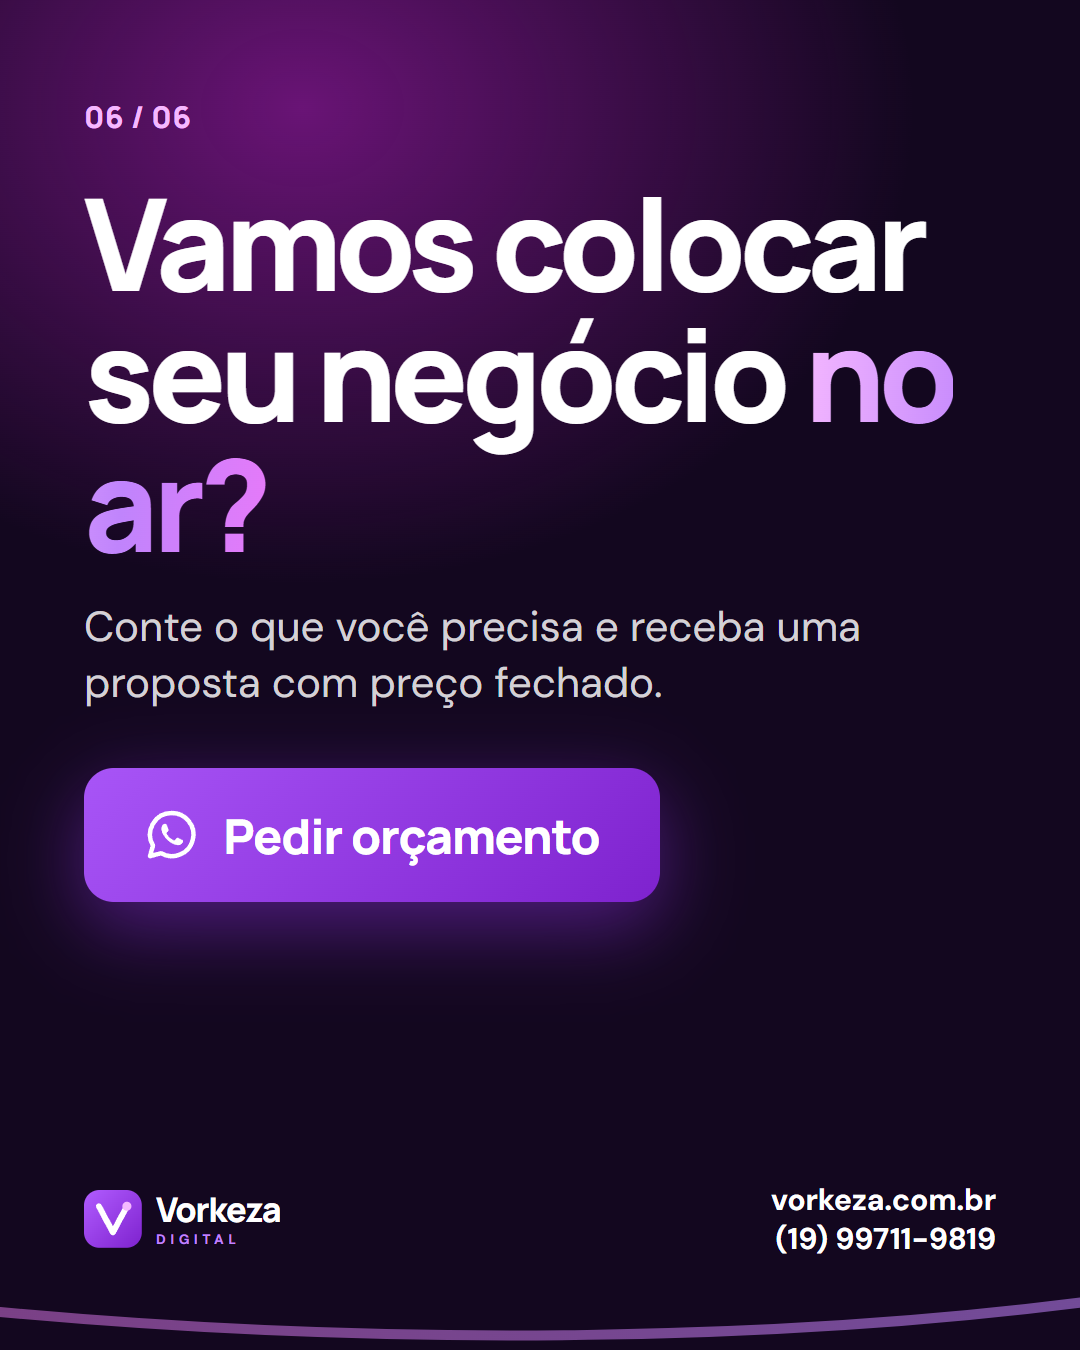 06 / 06
Vamos colocar
seu negócio no
ar?
Conte o que você precisa e receba uma
proposta com preço fechado.
Pedir orçamento
Vorkeza
DIGITAL
vorkeza.com.br
(19) 99711-9819